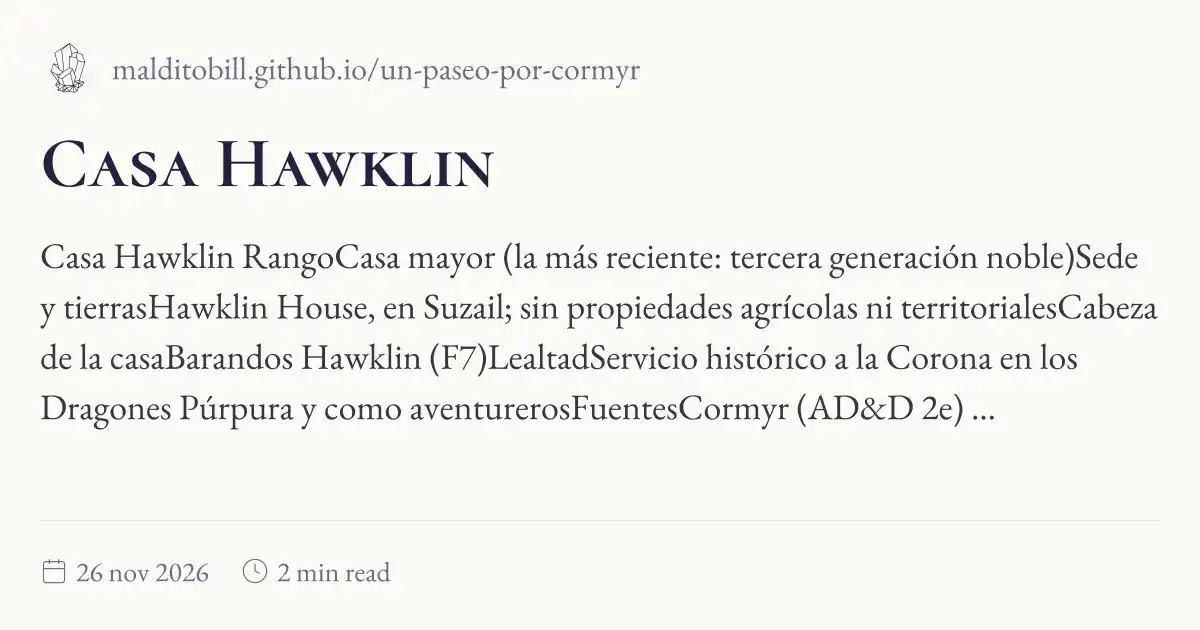 malditobill.github.io/un-paseo-por-cormyr
Casa Hawklin
Casa Hawklin RangoCasa mayor (la más reciente: tercera generación noble)Sede
y tierrasHawklin House, en Suzail; sin propiedades agrícolas ni territorialesCabeza
de la casaBarandos Hawklin (F7)LealtadServicio histórico a la Corona en los
Dragones Púrpura y como aventurerosFuentesCormyr (AD&D 2e) ...
26 nov 2026
2 min read